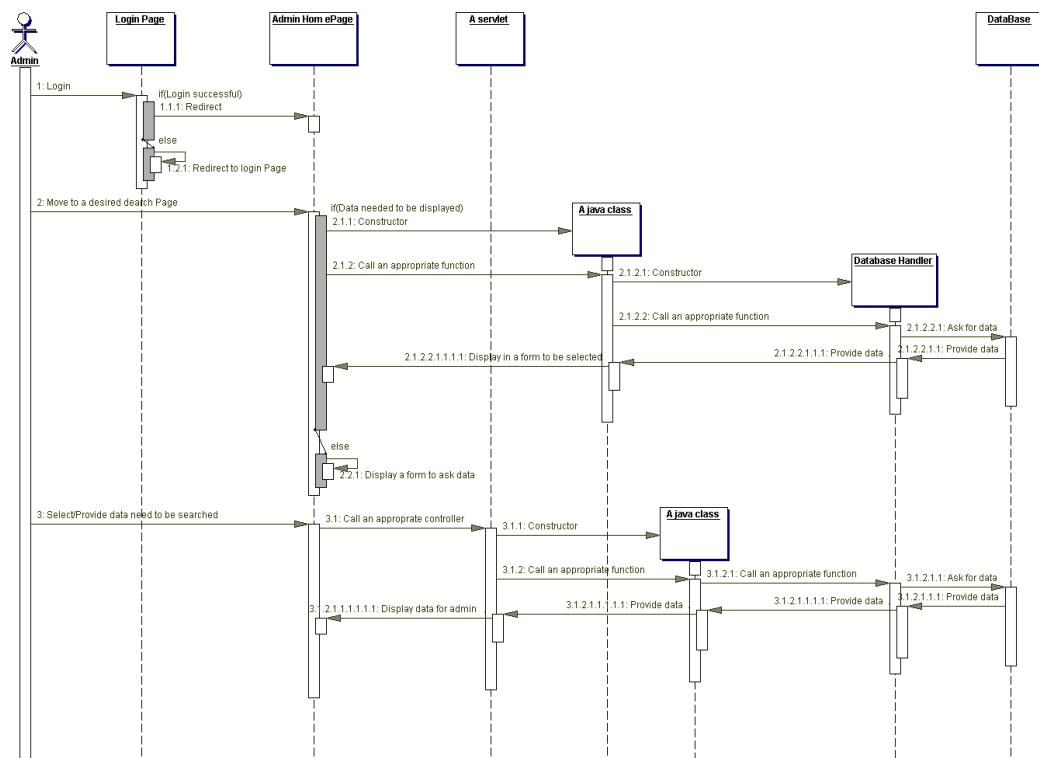 Login Page
Admin Hom ePage
A servlet
DataBase
Admin
1: Login
if(Login successful)
1.1.1: Redirect
else
1.2.1: Redirect to login Page
2: Move to a desired dearch Page
if(Data needed to be displayed)
A java class
2.1.1: Constructor
2.1.2: Call an appropriate function
2.1.2.1: Constructor
Database Handler
2.1.2.2: Call an appropriate function
2.1.2.2.1: Ask for data
2.1.2.2.1.1.1.1: Display in a form to be selected
2.1.2.2.1.1.1: Provide data
2.1.2.2.1.1: Provide data
else
2.2.1: Display a form to ask data
3: Select/Provide data need to be searched
3.1: Call an approprate controller
A java class
3.1.1: Constructor
3.1.2: Call an appropriate function
3.1.2.1: Call an appropriate function
3.1.2.1.1: Ask for data
3.1.2.1.1.1.1.1.1: Display data for admin
3.1.2.1.1.1.1.1: Provide data
3.1.2.1.1.1.1: Provide data
3.1.2.1.1.1: Provide data